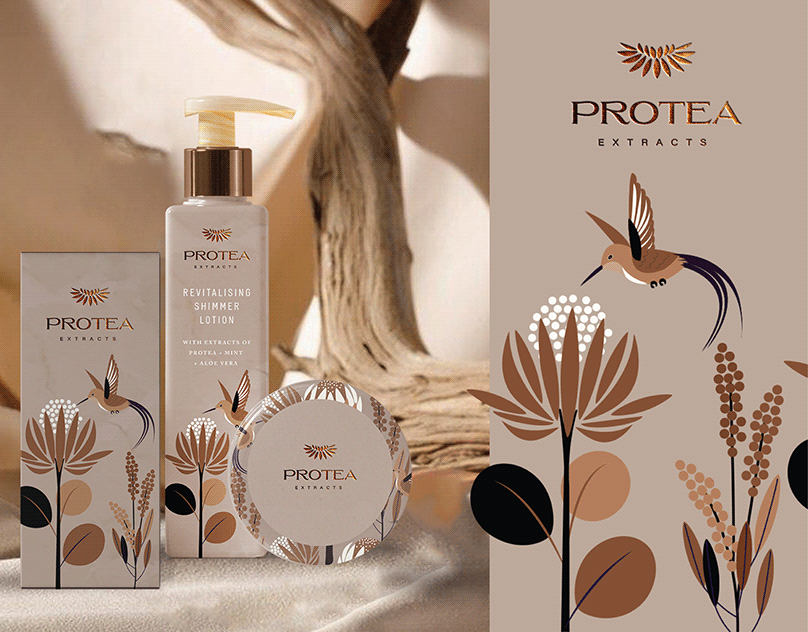 PROTEA
EXTRACTS
PROTEA
EXTRACTS
REVITALISING
SHIMMER
LOTION
WITH EXTRACTS OF
PROTEA + MINT
+ ALOE VERA
PROTEA
EXTRACTS
PROTEA
EXTRACTS